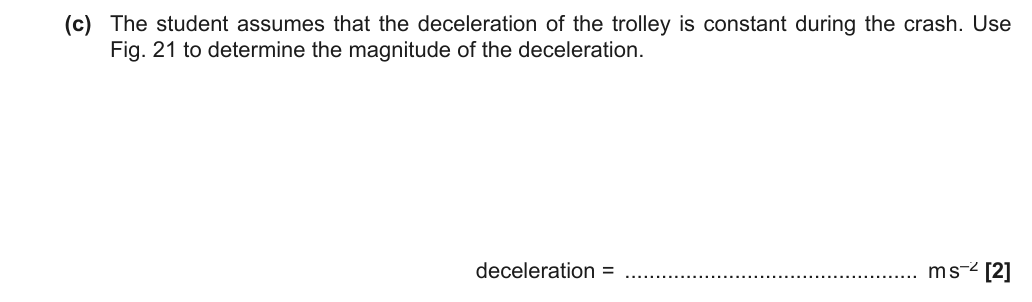 (c) The student assumes that the deceleration of the trolley is constant during the crash. Use
Fig. 21 to determine the magnitude of the deceleration.
deceleration = ................................................ m s⁻² [2]